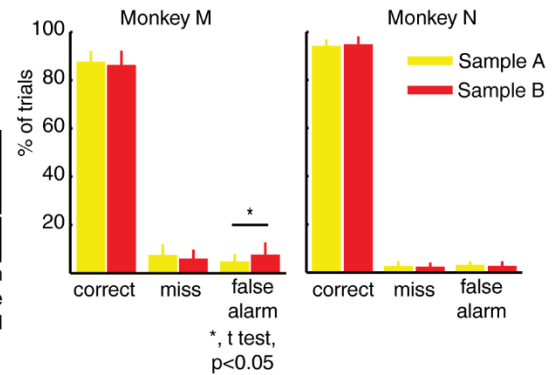 Monkey M
Monkey N
100
80
60
40
20
% of trials
Sample A
Sample B
correct
miss
false
alarm
*
*, t test,
p<0.05
correct
miss
false
alarm